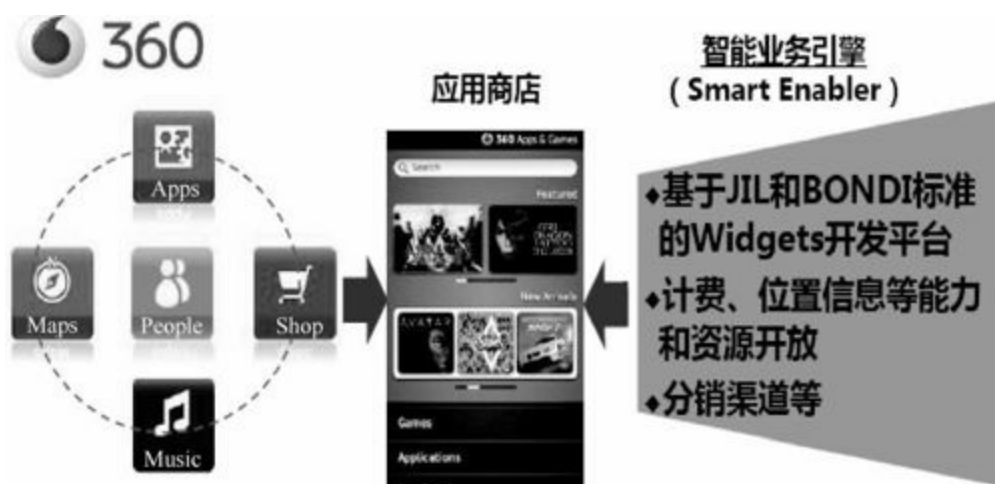 360
Apps
Maps
People
Shop
Music
应用商店
360 Apps & Games
Search
Featured
New Arrivals
AVATAR
Games
Applications
智能业务引擎
( Smart Enabler )
♦基于JIL和BONDI标准
的Widgets开发平台
♦计费、位置信息等能力
和资源开放
♦分销渠道等